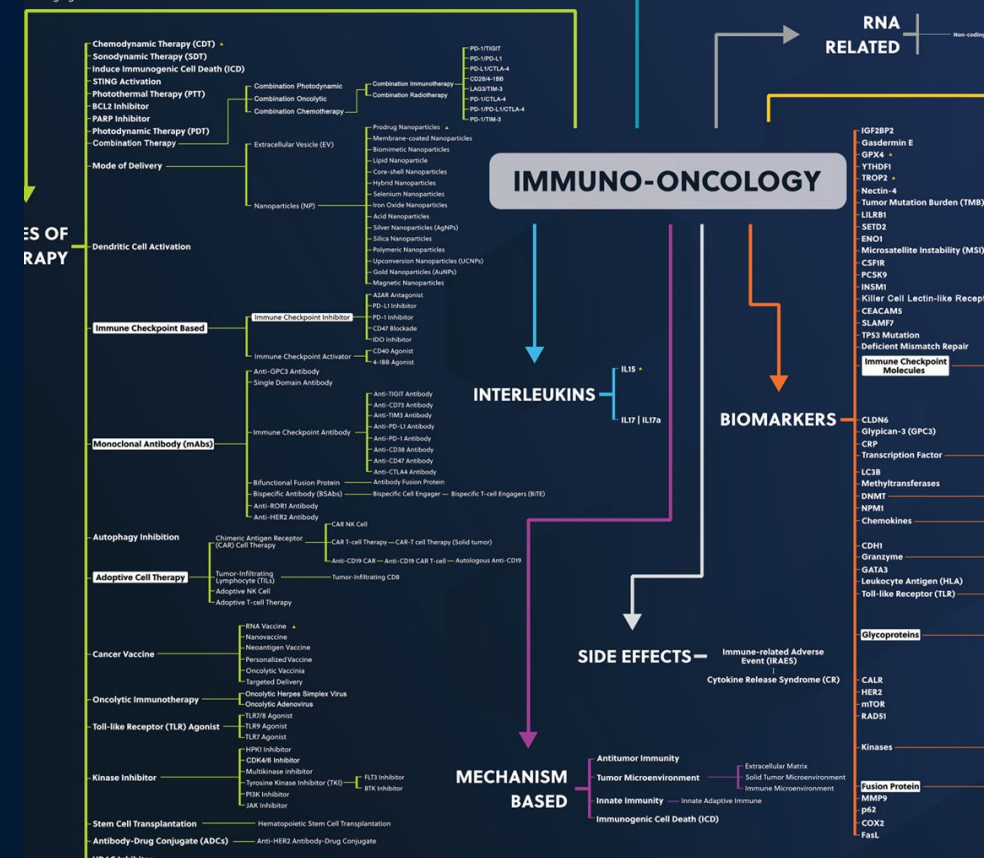 RNA
RELATED
Non-coding
Chemodynamic Therapy (CDT)
Sonodynamic Therapy (SDT)
Induce Immunogenic Cell Death (ICD)
STING Activation
Photothermal Therapy (PTT)
BCL2 Inhibitor
PARP Inhibitor
Photodynamic Therapy (PDT)
Combination Therapy
Combination Photodynamic
Combination Oncolytic
Combination Chemotherapy
Combination Immunotherapy
Combination Radiotherapy
PD-1/TIGIT
PD-1/PD-L1
PD-L1/CTLA-4
CD28/4-1BB
LAG3/TIM-3
PD-1/CTLA-4
PD-1/PD-L1/CTLA-4
PD-1/TIM-3
Mode of Delivery
Extracellular Vesicle (EV)
Nanoparticles (NP)
Prodrug Nanoparticles
Membrane-coated Nanoparticles
Biomimetic Nanoparticles
Lipid Nanoparticle
Core-shell Nanoparticles
Hybrid Nanoparticles
Selenium Nanoparticles
Iron Oxide Nanoparticles
Acid Nanoparticles
Silver Nanoparticles (AgNPs)
Silica Nanoparticles
Polymeric Nanoparticles
Upconversion Nanoparticles (UCNPs)
Gold Nanoparticles (AuNPs)
Magnetic Nanoparticles
ES OF
RAPY
Dendritic Cell Activation
Immune Checkpoint Based
Immune Checkpoint Inhibitor
A2AR Antagonist
PD-L1 Inhibitor
PD-1 Inhibitor
CD47 Blockade
IDO Inhibitor
Immune Checkpoint Activator
CD40 Agonist
4-1BB Agonist
Monoclonal Antibody (mAbs)
Anti-GPC3 Antibody
Single Domain Antibody
Immune Checkpoint Antibody
Anti-TIGIT Antibody
Anti-CD73 Antibody
Anti-TIM3 Antibody
Anti-PD-L1 Antibody
Anti-PD-1 Antibody
Anti-CD38 Antibody
Anti-CD47 Antibody
Anti-CTLA4 Antibody
Bifunctional Fusion Protein
Antibody Fusion Protein
Bispecific Antibody (BSAbs)
Bispecific Cell Engager
Bispecific T-cell Engagers (BiTE)
Anti-ROR1 Antibody
Anti-HER2 Antibody
Autophagy Inhibition
Adoptive Cell Therapy
Chimeric Antigen Receptor
(CAR) Cell Therapy
CAR NK Cell
CAR T-cell Therapy
CAR-T cell Therapy (Solid tumor)
Anti-CD19 CAR
Anti-CD19 CAR T-cell
Autologous Anti-CD19
Tumor-Infiltrating
Lymphocyte (TILs)
Tumor-Infiltrating CD8
Adoptive NK Cell
Adoptive T-cell Therapy
Cancer Vaccine
RNA Vaccine
Nanovaccine
Neoantigen Vaccine
Personalized Vaccine
Oncolytic Vaccinia
Targeted Delivery
Oncolytic Immunotherapy
Oncolytic Herpes Simplex Virus
Oncolytic Adenovirus
Toll-like Receptor (TLR) Agonist
TLR7/8 Agonist
TLR9 Agonist
TLR7 Agonist
Kinase Inhibitor
HPK1 Inhibitor
CDK4/6 Inhibitor
Multikinase inhibitor
Tyrosine Kinase Inhibitor (TKI)
FLT3 Inhibitor
BTK Inhibitor
PI3K Inhibitor
JAK Inhibitor
Stem Cell Transplantation
Hematopoietic Stem Cell Transplantation
Antibody-Drug Conjugate (ADCs)
Anti-HER2 Antibody-Drug Conjugate
IMMUNO-ONCOLOGY
INTERLEUKINS
IL15
IL17 | IL17a
SIDE EFFECTS
Immune-related Adverse
Event (IRAES)
Cytokine Release Syndrome (CR)
MECHANISM
BASED
Antitumor Immunity
Tumor Microenvironment
Extracellular Matrix
Solid Tumor Microenvironment
Immune Microenvironment
Innate Immunity
Innate Adaptive Immune
Immunogenic Cell Death (ICD)
BIOMARKERS
IGF2BP2
Gasdermin E
GPX4
YTHDF1
TROP2
Nectin-4
Tumor Mutation Burden (TMB)
LILRB1
SETD2
ENO1
Microsatellite Instability (MSI)
CSF1R
PCSK9
INSM1
Killer Cell Lectin-like Recept
CEACAM5
SLAMF7
TP53 Mutation
Deficient Mismatch Repair
Immune Checkpoint
Molecules
CLDN6
Glypican-3 (GPC3)
CRP
Transcription Factor
LC3B
Methyltransferases
DNMT
NPM1
Chemokines
CDH1
Granzyme
GATA3
Leukocyte Antigen (HLA)
Toll-like Receptor (TLR)
Glycoproteins
CALR
HER2
mTOR
RAD51
Kinases
Fusion Protein
MMP9
p62
COX2
FasL